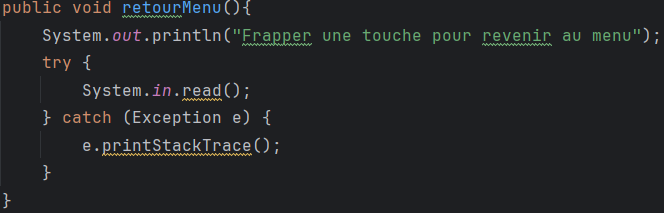 public void retourMenu(){
    System.out.println("Frapper une touche pour revenir au menu");
    try {
        System.in.read();
    } catch (Exception e) {
        e.printStackTrace();
    }
}